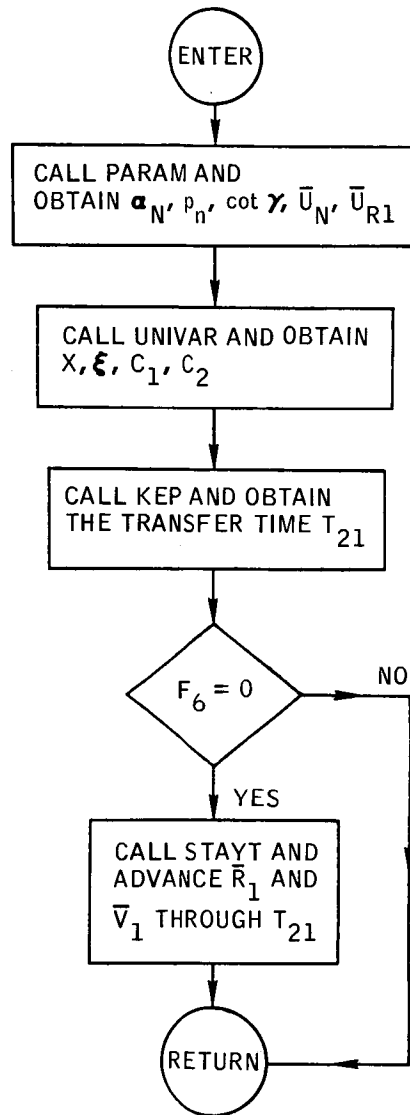 ENTER
CALL PARAM AND
OBTAIN α_N, p_n, cot γ, Ū_N, Ū_R1
CALL UNIVAR AND OBTAIN
X, ξ, C_1, C_2
CALL KEP AND OBTAIN
THE TRANSFER TIME T_21
F_6 = 0
NO
YES
CALL STAYT AND
ADVANCE R̄_1 AND
V̄_1 THROUGH T_21
RETURN